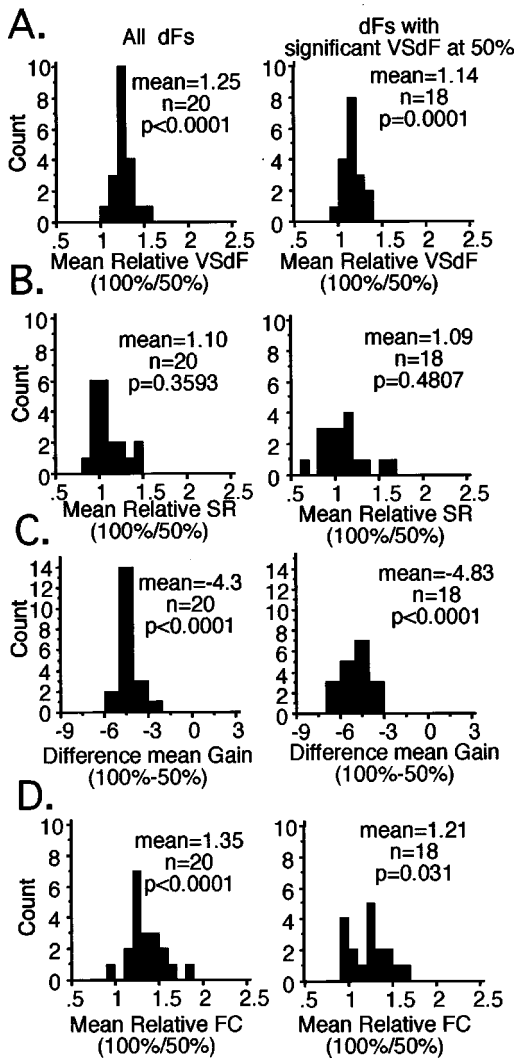 A.
All dFs
dFs with
significant VSdF at 50%
Count
10
8
6
4
2
0
mean=1.25
n=20
p<0.0001
.5 1 1.5 2 2.5
Mean Relative VSdF
(100%/50%)
10
8
6
4
2
0
mean=1.14
n=18
p=0.0001
.5 1 1.5 2 2.5
Mean Relative VSdF
(100%/50%)
B.
Count
10
8
6
4
2
0
mean=1.10
n=20
p=0.3593
.5 1 1.5 2 2.5
Mean Relative SR
(100%/50%)
10
8
6
4
2
0
mean=1.09
n=18
p=0.4807
.5 1 1.5 2 2.5
Mean Relative SR
(100%/50%)
C.
Count
14
12
10
8
6
4
2
0
mean=-4.3
n=20
p<0.0001
-9 -6 -3 0 3
Difference mean Gain
(100%-50%)
14
12
10
8
6
4
2
0
mean=-4.83
n=18
p<0.0001
-9 -6 -3 0 3
Difference mean Gain
(100%-50%)
D.
Count
10
8
6
4
2
0
mean=1.35
n=20
p<0.0001
.5 1 1.5 2 2.5
Mean Relative FC
(100%/50%)
10
8
6
4
2
0
mean=1.21
n=18
p=0.031
.5 1 1.5 2 2.5
Mean Relative FC
(100%/50%)